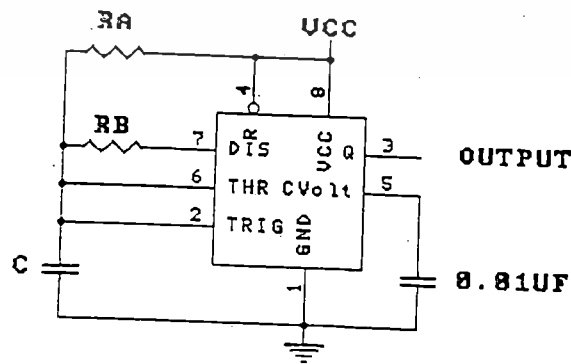 RA
VCC
4
8
RB
7
DIS
R
VCC
Q
3
OUTPUT
6
THR
CVolt
5
2
TRIG
GND
C
1
0.01UF